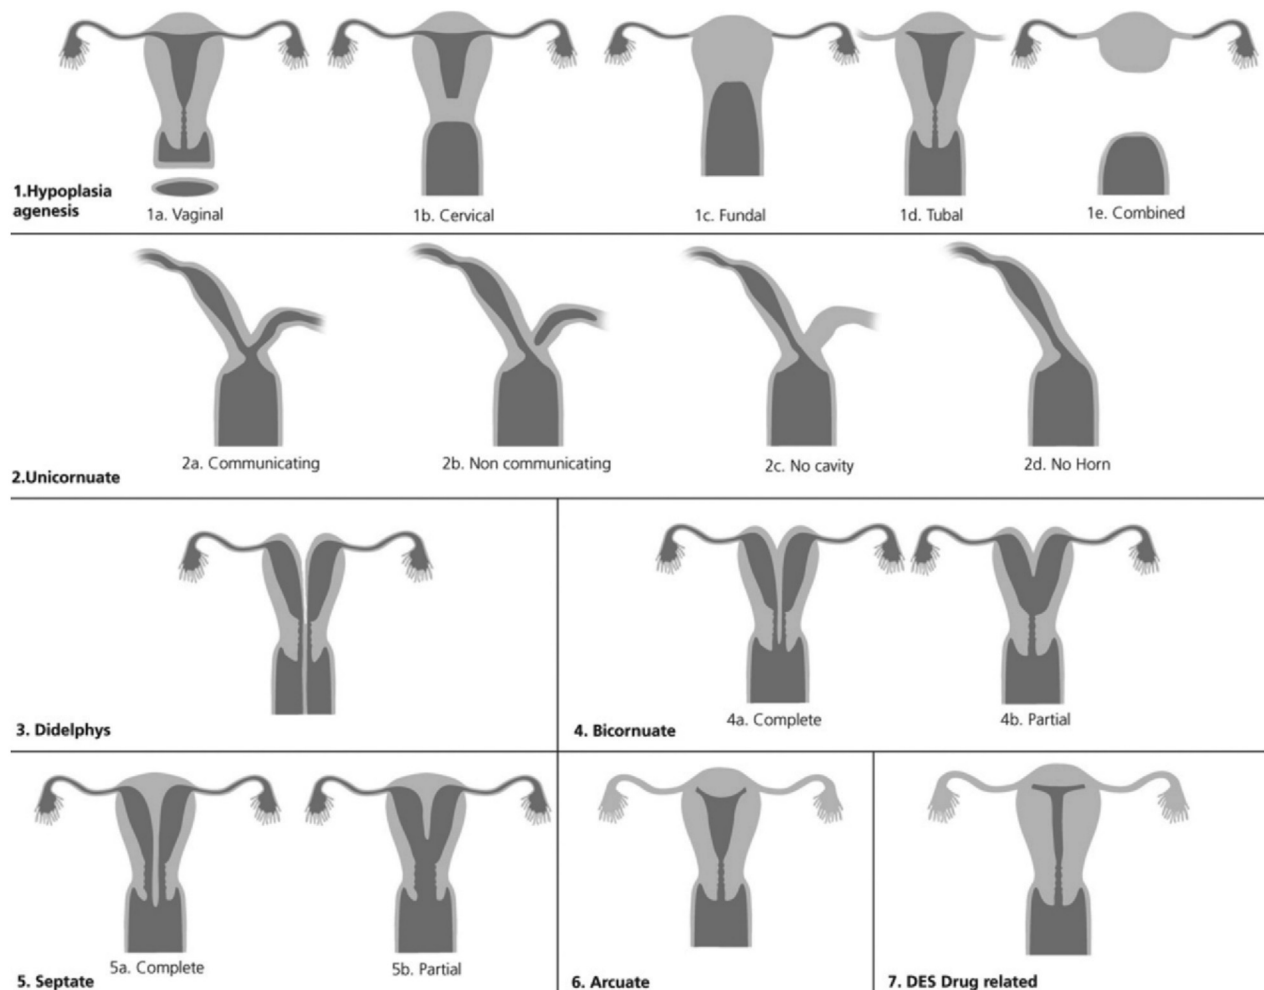 1.Hypoplasia
agenesis
1a. Vaginal
1b. Cervical
1c. Fundal
1d. Tubal
1e. Combined
2.Unicornuate
2a. Communicating
2b. Non communicating
2c. No cavity
2d. No Horn
3. Didelphys
4. Bicornuate
4a. Complete
4b. Partial
5. Septate
5a. Complete
5b. Partial
6. Arcuate
7. DES Drug related